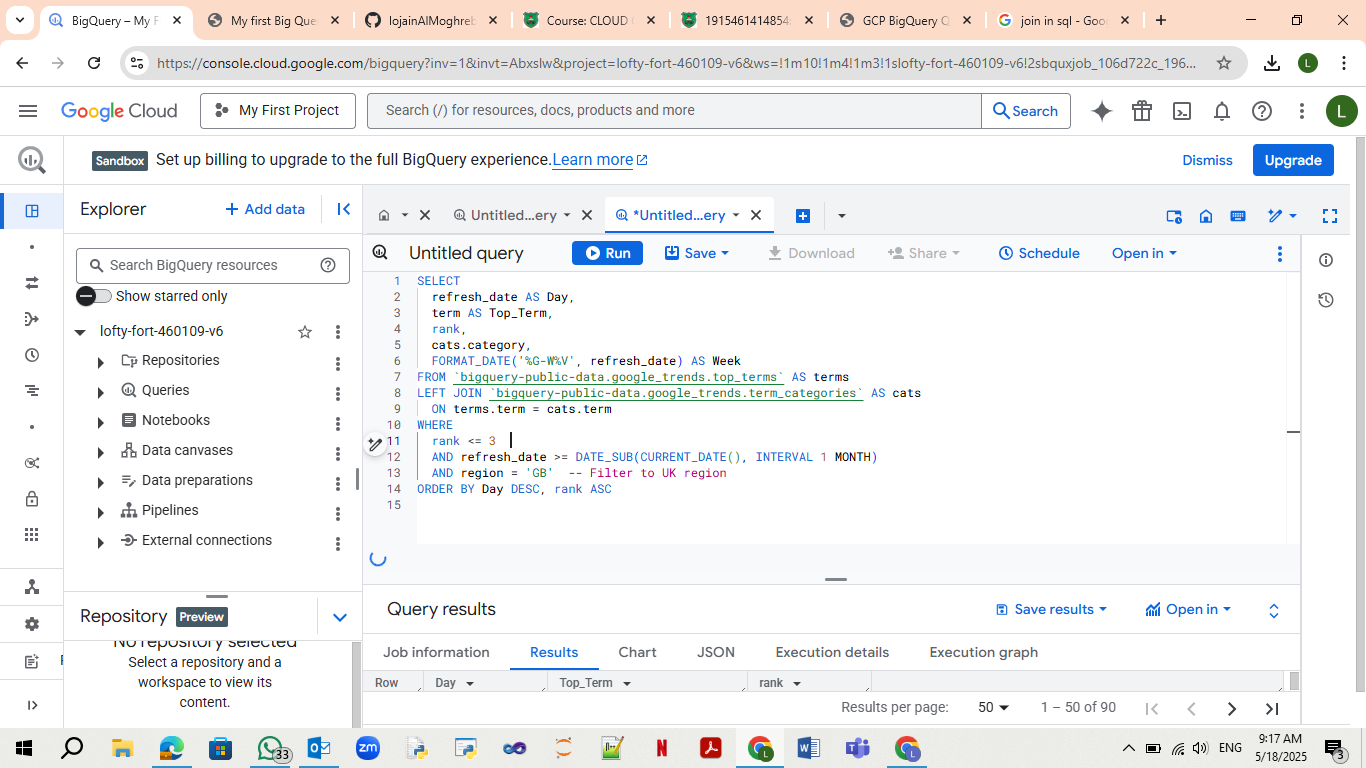 BigQuery – My F
My first Big Que
lojainAlMoghreb
Course: CLOUD C
1915461414854
GCP BigQuery Q
join in sql - Goo
https://console.cloud.google.com/bigquery?inv=1&invt=Abxslw&project=lofty-fort-460109-v6&ws=!1m10!1m4!1m3!1slofty-fort-460109-v6!2sbquxjob_106d722c_196...
L
Google Cloud
My First Project
Search (/) for resources, docs, products and more
Search
L
Sandbox
Set up billing to upgrade to the full BigQuery experience. Learn more
Dismiss
Upgrade
Explorer
+ Add data
Untitled...ery
*Untitled...ery
Search BigQuery resources
Show starred only
lofty-fort-460109-v6
Repositories
Queries
Notebooks
Data canvases
Data preparations
Pipelines
External connections
Repository Preview
No repository selected
Select a repository and a
workspace to view its
content.
Untitled query
Run
Save
Download
Share
Schedule
Open in
1 SELECT
2 refresh_date AS Day,
3 term AS Top_Term,
4 rank,
5 cats.category,
6 FORMAT_DATE('%G-W%V', refresh_date) AS Week
7 FROM `bigquery-public-data.google_trends.top_terms` AS terms
8 LEFT JOIN `bigquery-public-data.google_trends.term_categories` AS cats
9 ON terms.term = cats.term
10 WHERE
11 rank <= 3
12 AND refresh_date >= DATE_SUB(CURRENT_DATE(), INTERVAL 1 MONTH)
13 AND region = 'GB' -- Filter to UK region
14 ORDER BY Day DESC, rank ASC
15
Query results
Save results
Open in
Job information
Results
Chart
JSON
Execution details
Execution graph
Row
Day
Top_Term
rank
Results per page:
50
1 – 50 of 90
33
zm
ENG
9:17 AM
5/18/2025
3